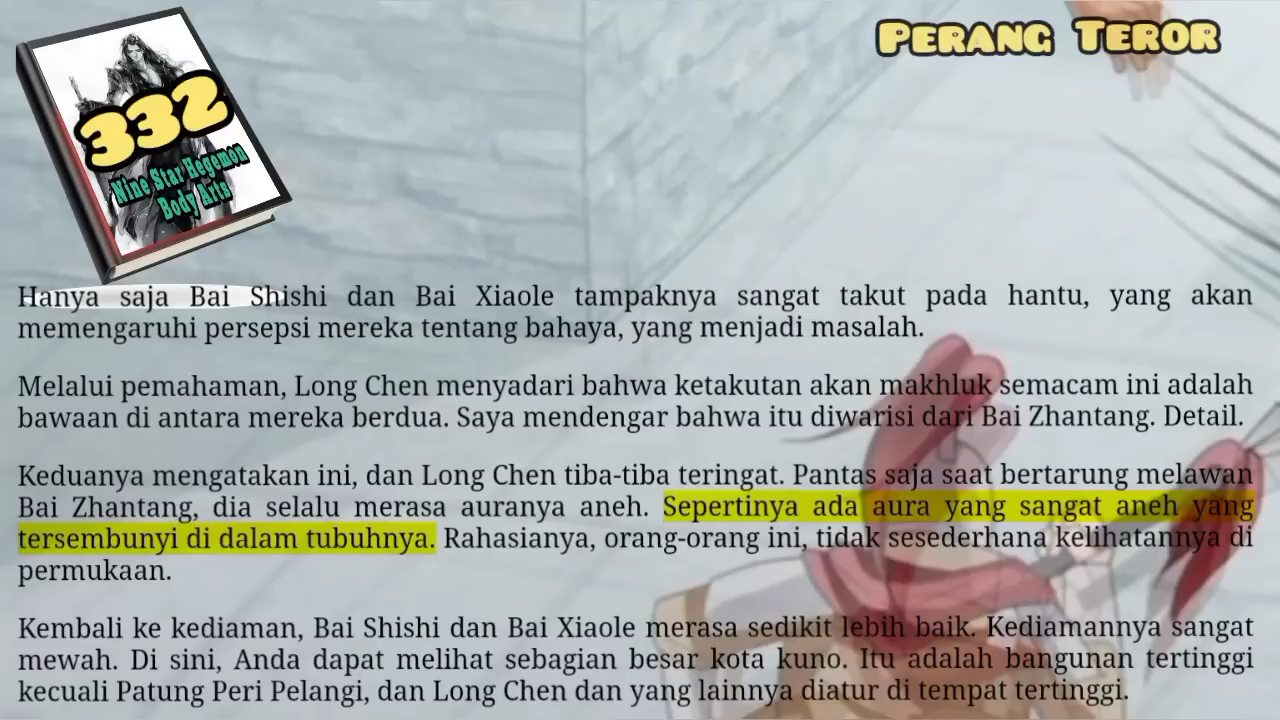 Perang Teror
332
Nine Star Hegemon
Body Arts
Hanya saja Bai Shishi dan Bai Xiaole tampaknya sangat takut pada hantu, yang akan
memengaruhi persepsi mereka tentang bahaya, yang menjadi masalah.
Melalui pemahaman, Long Chen menyadari bahwa ketakutan akan makhluk semacam ini adalah
bawaan di antara mereka berdua. Saya mendengar bahwa itu diwarisi dari Bai Zhantang. Detail.
Keduanya mengatakan ini, dan Long Chen tiba-tiba teringat. Pantas saja saat bertarung melawan
Bai Zhantang, dia selalu merasa auranya aneh. Sepertinya ada aura yang sangat aneh yang
tersembunyi di dalam tubuhnya. Rahasianya, orang-orang ini, tidak sesederhana kelihatannya di
permukaan.
Kembali ke kediaman, Bai Shishi dan Bai Xiaole merasa sedikit lebih baik. Kediamannya sangat
mewah. Di sini, Anda dapat melihat sebagian besar kota kuno. Itu adalah bangunan tertinggi
kecuali Patung Peri Pelangi, dan Long Chen dan yang lainnya diatur di tempat tertinggi.